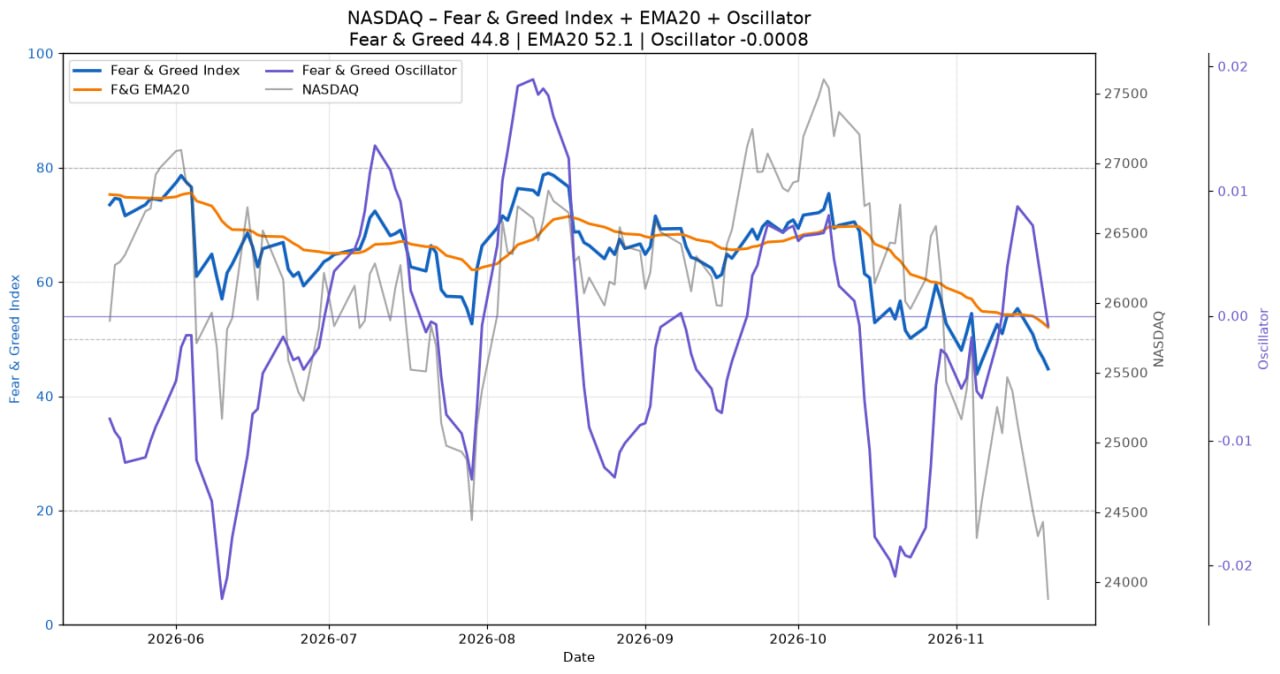 NASDAQ – Fear & Greed Index + EMA20 + Oscillator
Fear & Greed 44.8 | EMA20 52.1 | Oscillator -0.0008
Fear & Greed Index
F&G EMA20
Fear & Greed Oscillator
NASDAQ
Fear & Greed Index
100
80
60
40
20
0
27500
27000
26500
26000
25500
25000
24500
24000
NASDAQ
0.02
0.01
0.00
-0.01
-0.02
Oscillator
2026-06
2026-07
2026-08
2026-09
2026-10
2026-11
Date